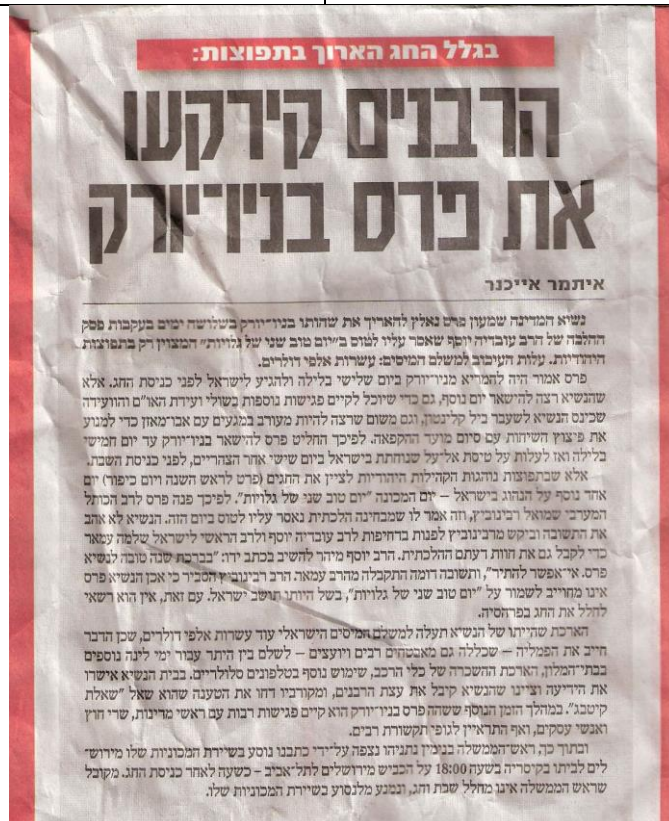 בגלל החג הארוך בתפוצות:
הרבנים קירקעו
את פרס בניו־יורק
איתמר אייכנר
נשיא המדינה שמעון פרס נאלץ להאריך את שהותו בניו־יורק בשלושה ימים בעקבות פסק
ההלכה של הרב עובדיה יוסף שאסר עליו לטוס ב״יום טוב שני של גלויות״ המצוין רק בתפוצות
היהודיות. עלות העיכוב למשלם המיסים: עשרות אלפי דולרים.
פרס אמור היה להמריא מניו־יורק ביום שלישי בלילה ולהגיע לישראל לפני כניסת החג. אלא
שהנשיא רצה להישאר יום נוסף, גם כדי שיוכל לקיים פגישות נוספות בשולי ועידת האו״ם והוועידה
שכינס הנשיא לשעבר ביל קלינטון, וגם משום שרצה להיות מעורב במגעים עם אבו־מאזן כדי למנוע
את פיצוץ השיחות עם סיום מועד ההקפאה. לפיכך החליט פרס להישאר בניו־יורק עד יום חמישי
בלילה ואז לעלות על טיסת אל־על שנוחתת בישראל ביום שישי אחר הצהריים, לפני כניסת השבת.
אלא שבתפוצות נוהגות הקהילות היהודיות לציין את החגים (פרט לראש השנה ויום כיפור) יום
אחד נוסף על הנהוג בישראל – יום המכונה ״יום טוב שני של גלויות״. לפיכך פנה פרס לרב הכותל
המערבי שמואל רבינוביץ, וזה אמר לו שמבחינה הלכתית נאסר עליו לטוס ביום הזה. הנשיא לא אהב
את התשובה וביקש מרבינוביץ לפנות בדחיפות לרב עובדיה יוסף ולרב הראשי לישראל שלמה עמאר
כדי לקבל גם את חוות דעתם ההלכתית. הרב יוסף מיהר להשיב בכתב ידו: ״בברכת שנה טובה לנשיא
פרס. אי־אפשר להתיר״, ותשובה דומה התקבלה מהרב עמאר. הרב רבינוביץ הסביר כי אכן הנשיא פרס
אינו מחוייב לשמור על ״יום טוב שני של גלויות״, בשל היותו תושב ישראל. עם זאת, אין הוא רשאי
לחלל את החג בפרהסיה.
הארכת שהייתו של הנשיא תעלה למשלם המיסים הישראלי עוד עשרות אלפי דולרים, שכן הדבר
חייב את הפמליה – שכללה גם מאבטחים רבים ויועצים – לשלם בין היתר עבור ימי לינה נוספים
בבתי־המלון, הארכת ההשכרה של כלי הרכב, שימוש נוסף בטלפונים סלולריים. בבית הנשיא אישרו
את הידיעה וציינו שהנשיא קיבל את עצת הרבנים, ומקורביו דחו את הטענה שהוא שאל ״שאלת
קיטבג״. במהלך הזמן הנוסף ששהה פרס בניו־יורק הוא קיים פגישות רבות עם ראשי מדינות, שרי חוץ
ואנשי עסקים, ואף התראיין לגופי תקשורת רבים.
ובתוך כך, ראש־הממשלה בנימין נתניהו נצפה על־ידי כתבנו נוסע בשיירת המכוניות שלו מירוש־
לים לביתו בקיסריה בשעה 18:00 על הכביש מירושלים לתל־אביב – כשעה לאחר כניסת החג. מקובל
שראש הממשלה אינו מחלל שבת וחג, ונמנע מלנסוע בשיירת המכוניות שלו.